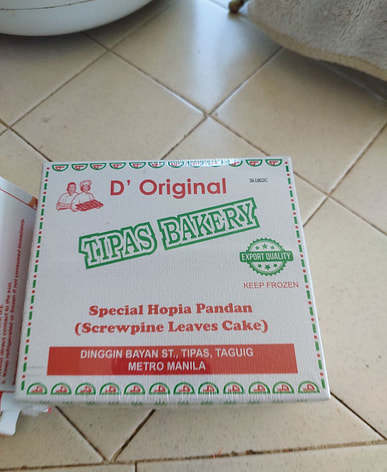 D' Original
TIPAS BAKERY
EXPORT QUALITY
KEEP FROZEN
Special Hopia Pandan
(Screwpine Leaves Cake)
DINGGIN BAYAN ST., TIPAS, TAGUIG
METRO MANILA